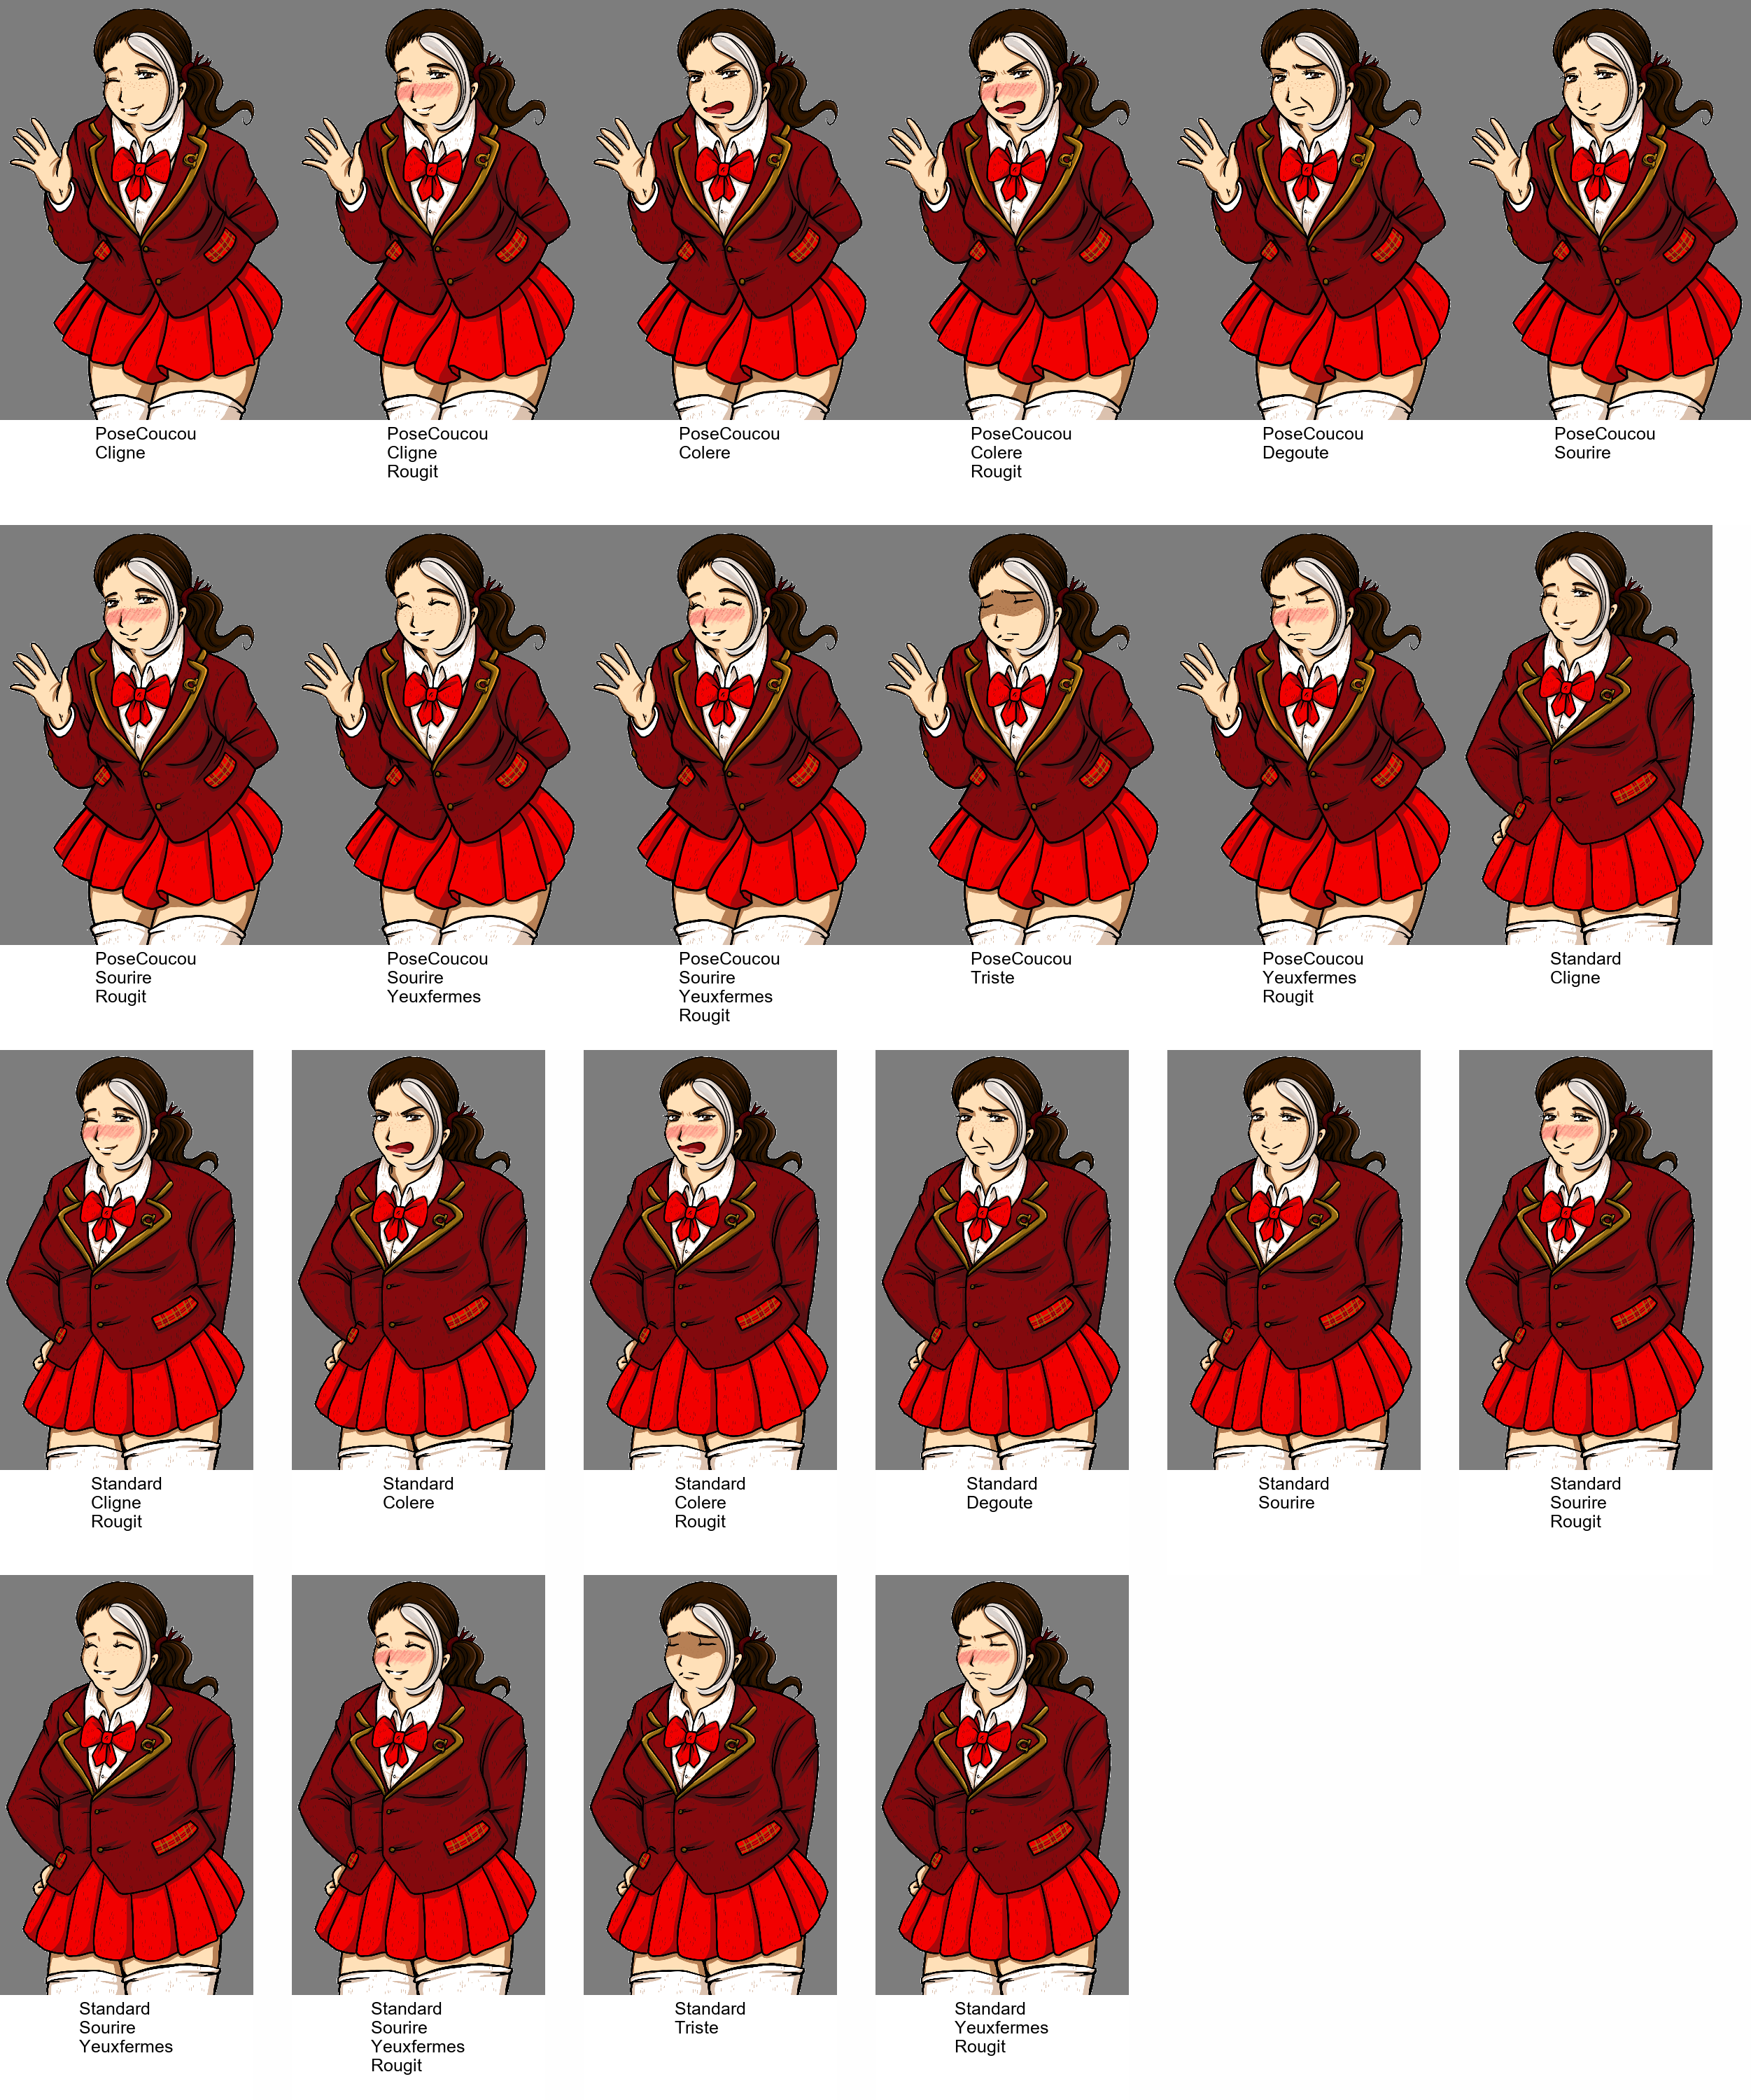 PoseCoucou
Cligne
PoseCoucou
Cligne
Rougit
PoseCoucou
Colere
PoseCoucou
Colere
Rougit
PoseCoucou
Degoute
PoseCoucou
Sourire
PoseCoucou
Sourire
Rougit
PoseCoucou
Sourire
Yeuxfermes
PoseCoucou
Sourire
Yeuxfermes
Rougit
PoseCoucou
Triste
PoseCoucou
Yeuxfermes
Rougit
Standard
Cligne
Standard
Cligne
Rougit
Standard
Colere
Standard
Colere
Rougit
Standard
Degoute
Standard
Sourire
Standard
Sourire
Rougit
Standard
Sourire
Yeuxfermes
Standard
Sourire
Yeuxfermes
Rougit
Standard
Triste
Standard
Yeuxfermes
Rougit